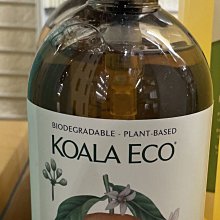 BIODEGRADABLE · PLANT-BASED
KOALA ECO®